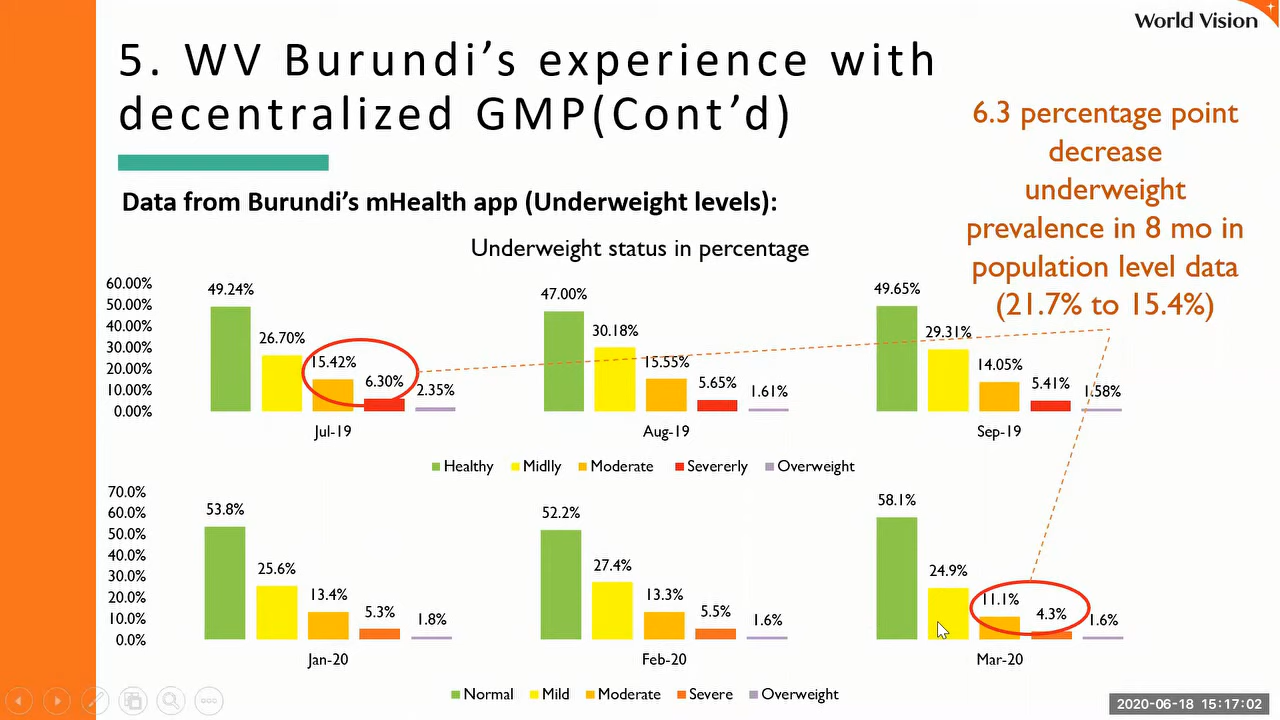 World Vision
5. WV Burundi’s experience with
decentralized GMP(Cont’d)
6.3 percentage point
decrease
underweight
prevalence in 8 mo in
population level data
(21.7% to 15.4%)
Data from Burundi’s mHealth app (Underweight levels):
Underweight status in percentage
60.00%
50.00%
40.00%
30.00%
20.00%
10.00%
0.00%
49.24%
26.70%
15.42%
6.30%
2.35%
47.00%
30.18%
15.55%
5.65%
1.61%
49.65%
29.31%
14.05%
5.41%
1.58%
Jul-19
Aug-19
Sep-19
Healthy Midlly Moderate Severerly Overweight
70.0%
60.0%
50.0%
40.0%
30.0%
20.0%
10.0%
0.0%
53.8%
25.6%
13.4%
5.3%
1.8%
52.2%
27.4%
13.3%
5.5%
1.6%
58.1%
24.9%
11.1%
4.3%
1.6%
Jan-20
Feb-20
Mar-20
Normal Mild Moderate Severe Overweight
2020-06-18 15:17:02